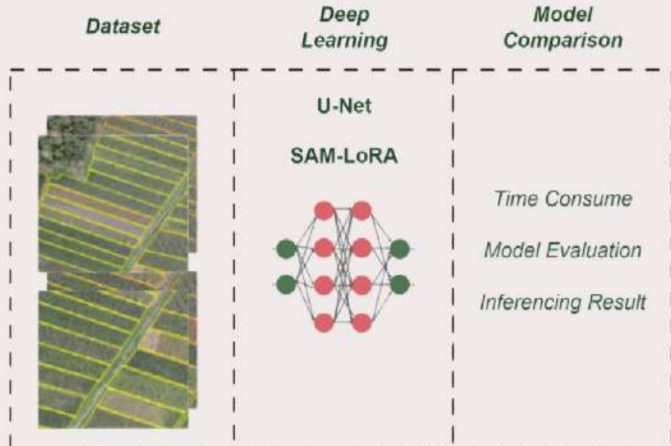 Dataset
Deep
Learning
Model
Comparison
U-Net
SAM-LoRA
Time Consume
Model Evaluation
Inferencing Result